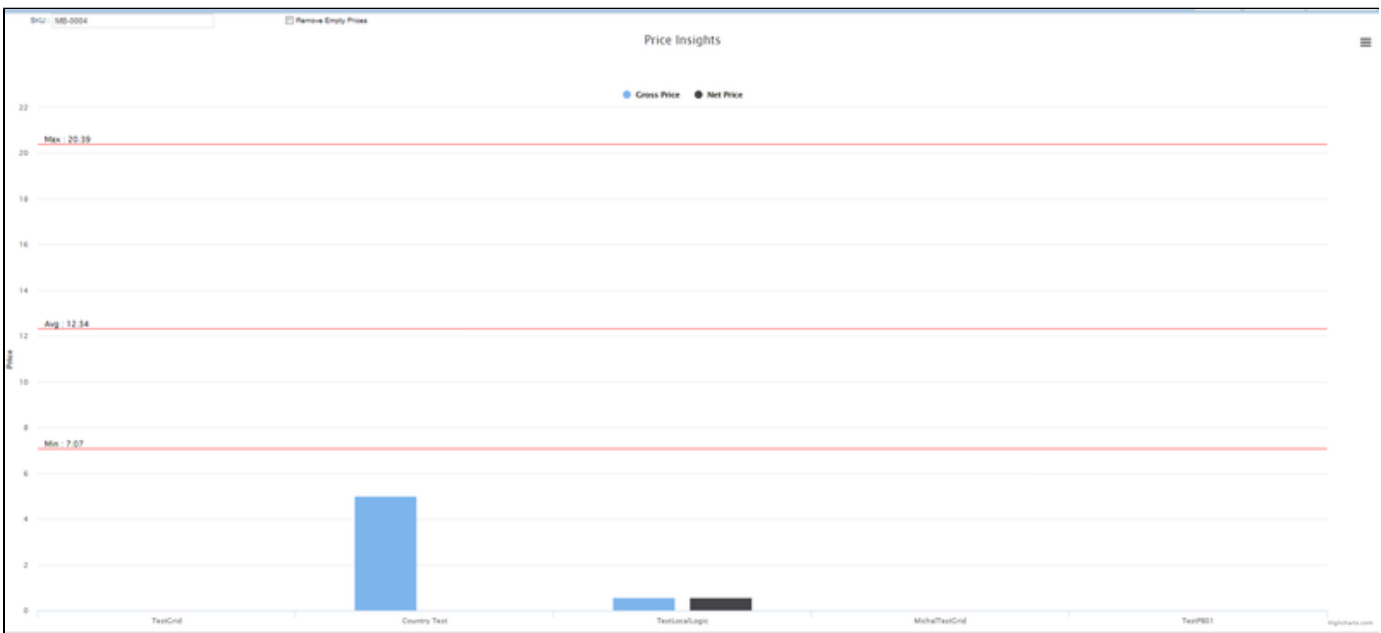 SKU : MB-0004 Remove Empty Prices
Price Insights
Gross Price Net Price
22
Max : 20.39
20
18
16
14
Avg : 12.34
12
Price
10
8
Min : 7.07
6
4
2
0
TestGrid Country Test TestLocalLogic MichalTestGrid TestPB01
Highcharts.com